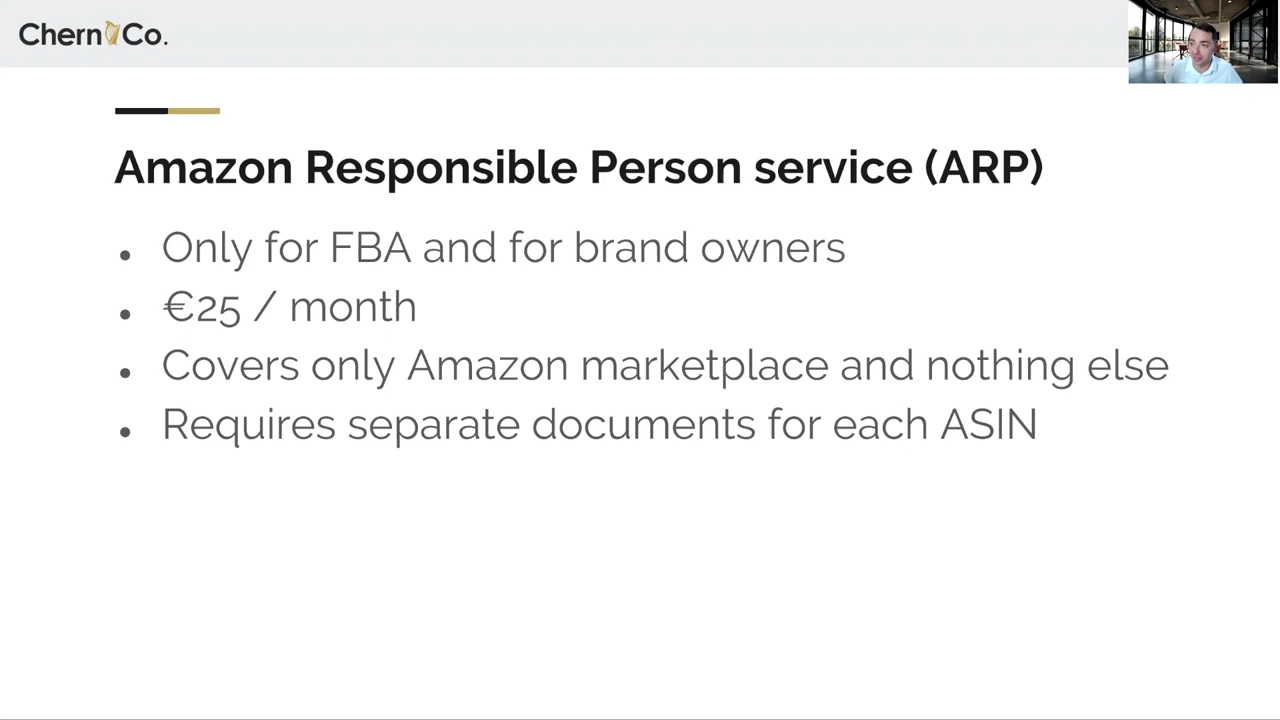 Chern Co.
Amazon Responsible Person service (ARP)
● Only for FBA and for brand owners
● €25 / month
● Covers only Amazon marketplace and nothing else
● Requires separate documents for each ASIN